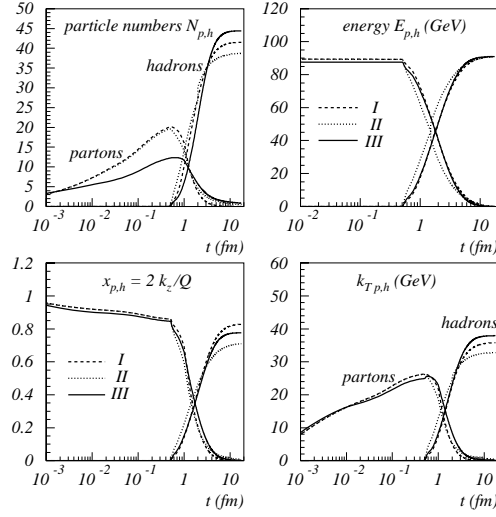 particle numbers N_{p,h}
hadrons
partons
50
45
40
35
30
25
20
15
10
5
0
10^{-3} 10^{-2} 10^{-1} 1 10
t (fm)
energy E_{p,h} (GeV)
I
II
III
120
100
80
60
40
20
0
10^{-2} 10^{-1} 1 10
t (fm)
x_{p,h} = 2 k_z/Q
I
II
III
1.2
1
0.8
0.6
0.4
0.2
0
10^{-3} 10^{-2} 10^{-1} 1 10
t (fm)
k_{T p,h} (GeV)
hadrons
partons
60
50
40
30
20
10
0
10^{-3} 10^{-2} 10^{-1} 1 10
t (fm)